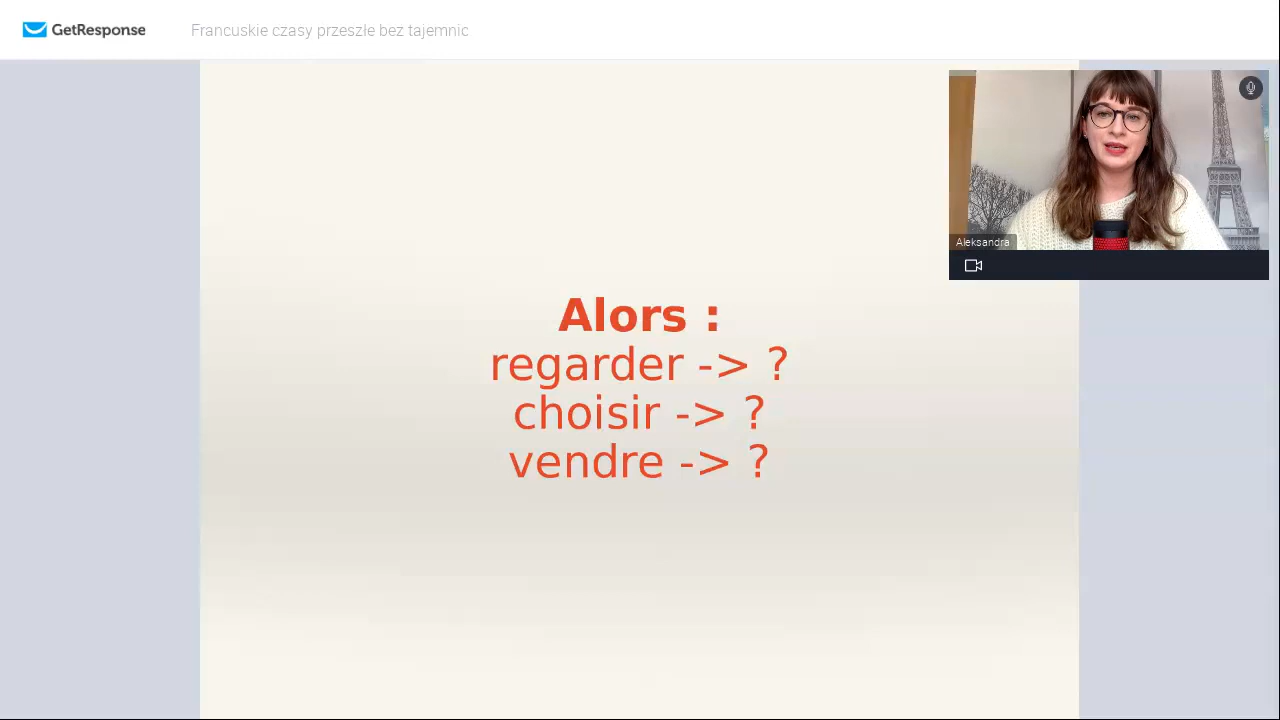 GetResponse
Francuskie czasy przeszłe bez tajemnic
Aleksandra
Alors :
regarder -> ?
choisir -> ?
vendre -> ?